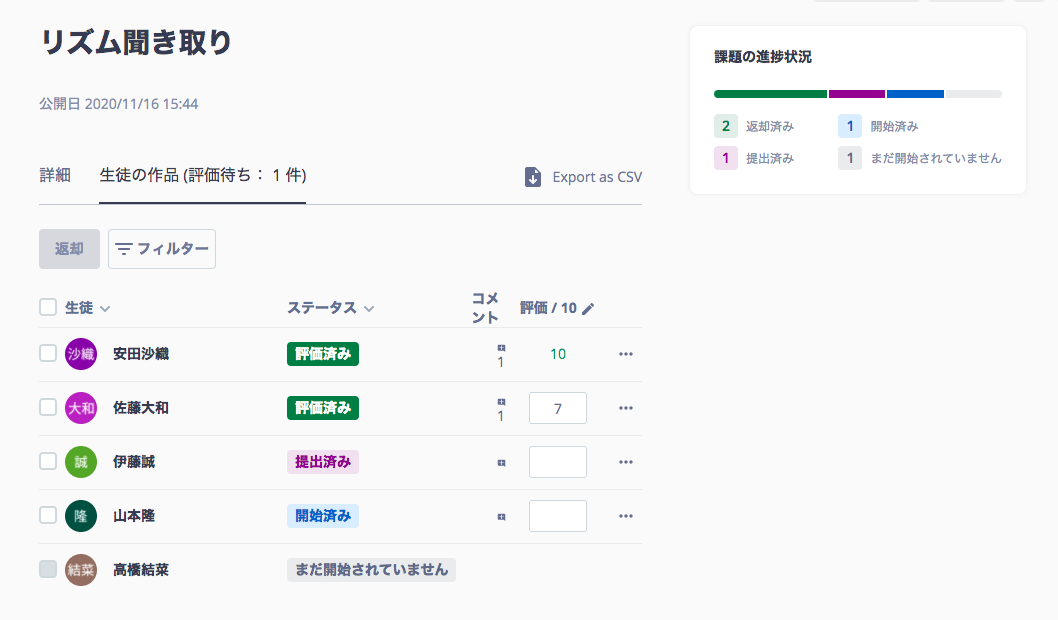 リズム聞き取り
公開日 2020/11/16 15:44
詳細
生徒の作品 (評価待ち： 1 件)
Export as CSV
返却
フィルター
生徒
ステータス
コメ
ント
評価 / 10
沙織
安田沙織
評価済み
1
10
大和
佐藤大和
評価済み
1
7
誠
伊藤誠
提出済み
隆
山本隆
開始済み
結菜
高橋結菜
まだ開始されていません
課題の進捗状況
2 返却済み
1 開始済み
1 提出済み
1 まだ開始されていません